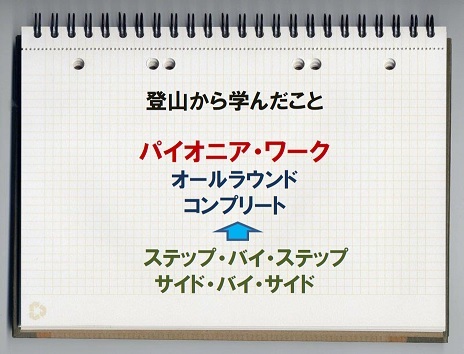 登山から学んだこと
パイオニア・ワーク
オールラウンド
コンプリート
ステップ・バイ・ステップ
サイド・バイ・サイド